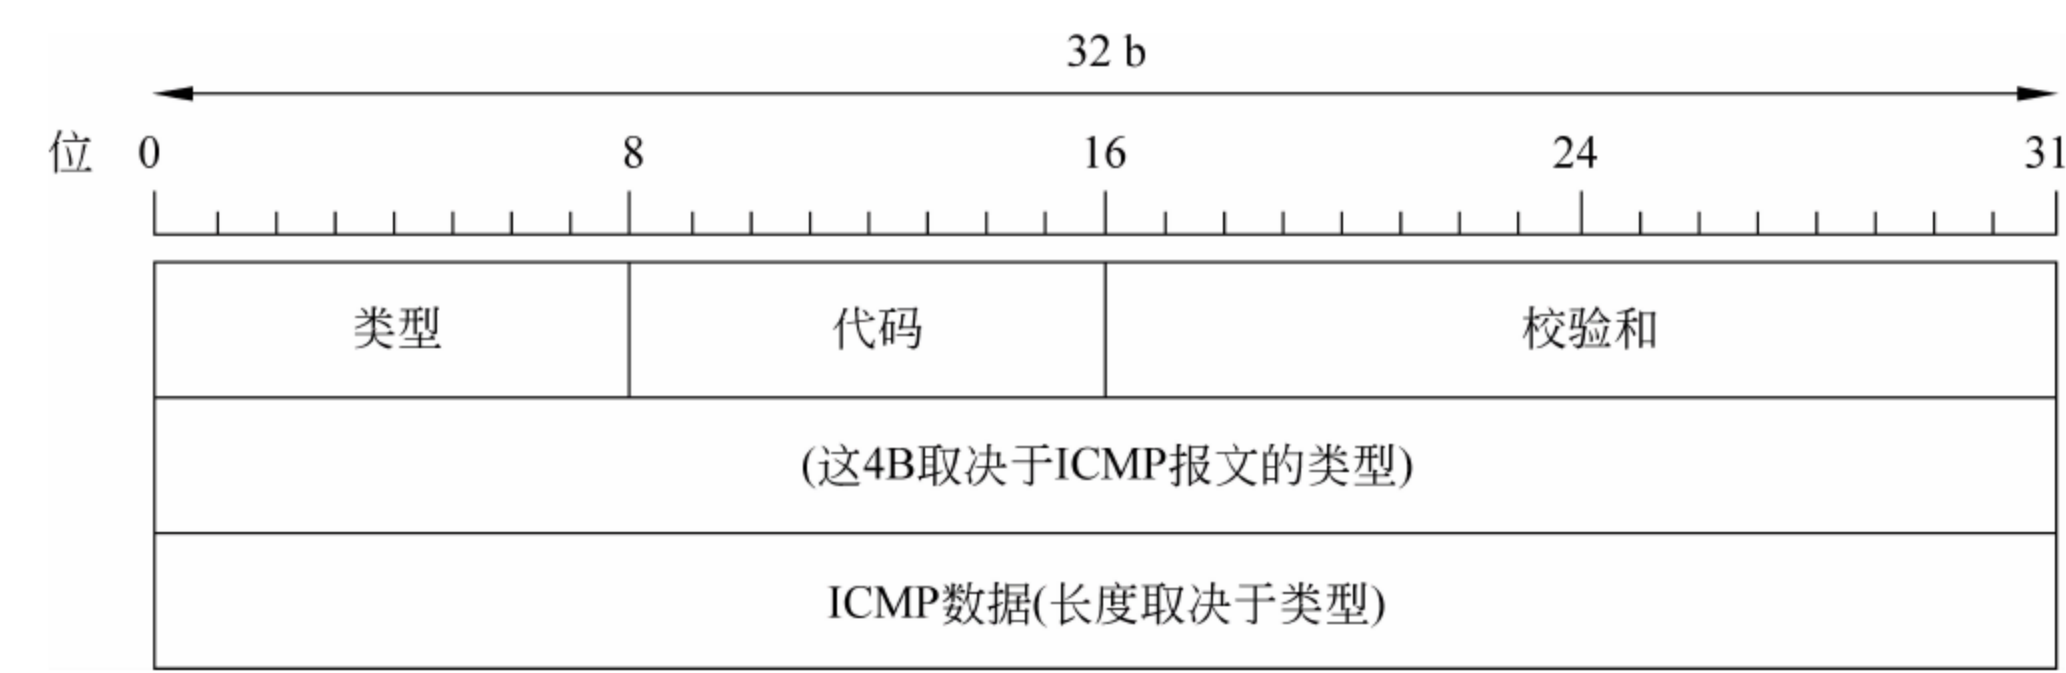 32 b
位 0 8 16 24 31
类型 代码 校验和
(这4B取决于ICMP报文的类型)
ICMP数据(长度取决于类型)